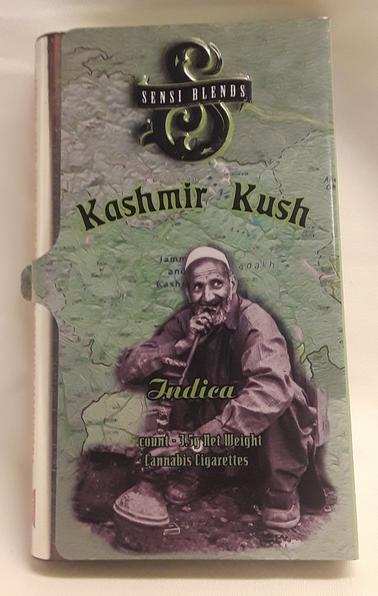 S
SENSI BLENDS
Kashmir Kush
Jammu
and
Kashmir
Ladakh
Indica
count - 3.5g Net Weight
Cannabis Cigarettes